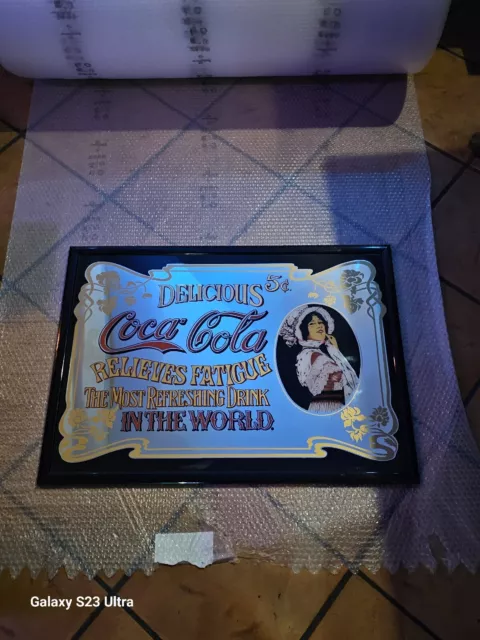 DELICIOUS 5¢
Coca-Cola
RELIEVES FATIGUE
THE MOST REFRESHING DRINK
IN THE WORLD
Galaxy S23 Ultra